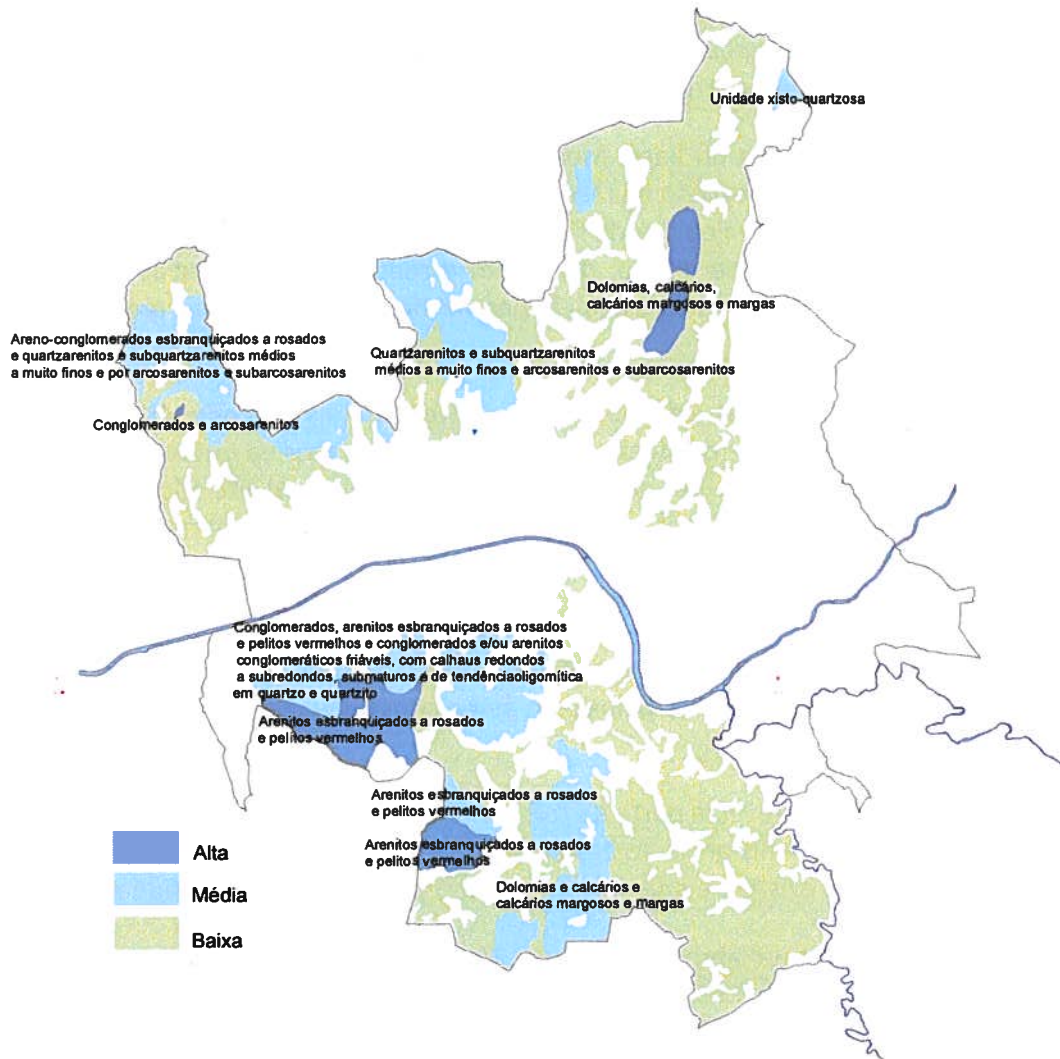 Unidade xisto-quartzosa
Dolomias, calcários,
calcários margosos e margas
Areno-conglomerados esbranquiçados a rosados
e quartzarenitos e subquartzarenitos médios
a muito finos e por arcosarenitos e subarcosarenitos
Quartzarenitos e subquartzarenitos
médios a muito finos e arcosarenitos e subarcosarenitos
Conglomerados e arcosarenitos
Conglomerados, arenitos esbranquiçados a rosados
e pelitos vermelhos e conglomerados e/ou arenitos
conglomeráticos friáveis, com calhaus redondos
a subredondos, submaturos e de tendênciaoligomítica
em quartzo e quartzito
Arenitos esbranquiçados a rosados
e pelitos vermelhos
Arenitos esbranquiçados a rosados
e pelitos vermelhos
Arenitos esbranquiçados a rosados
e pelitos vermelhos
Dolomias e calcários e
calcários margosos e margas
Alta
Média
Baixa